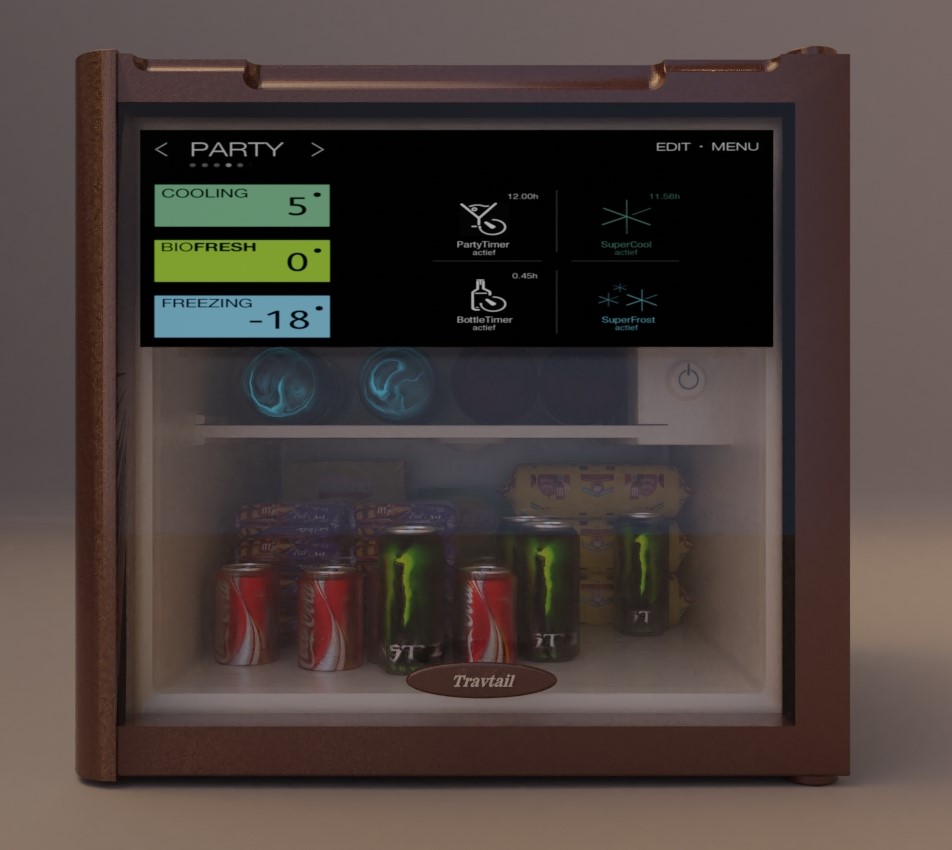 < PARTY >
EDIT · MENU
COOLING
5°
BIOFRESH
0°
FREEZING
-18°
12.00h
PartyTimer
actief
11.58h
SuperCool
actief
0.45h
BottleTimer
actief
SuperFrost
actief
Travtail